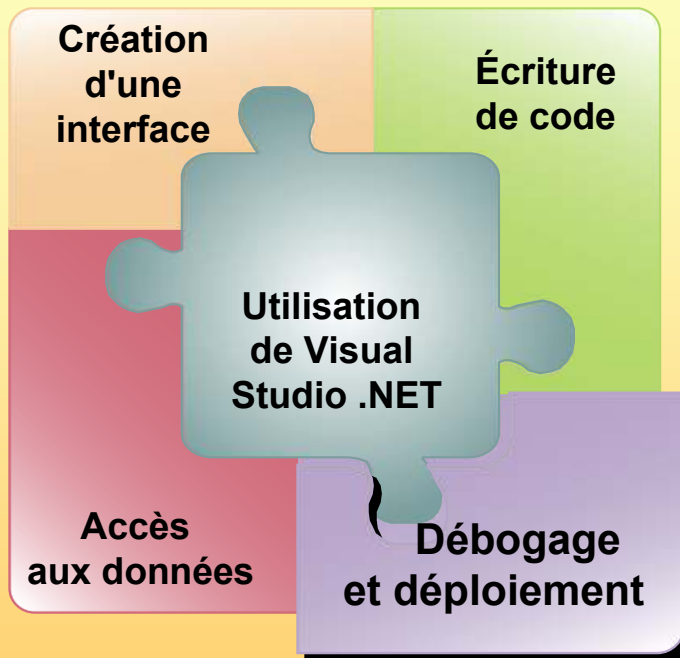 Création
d'une
interface
Écriture
de code
Utilisation
de Visual
Studio .NET
Accès
aux données
Débogage
et déploiement